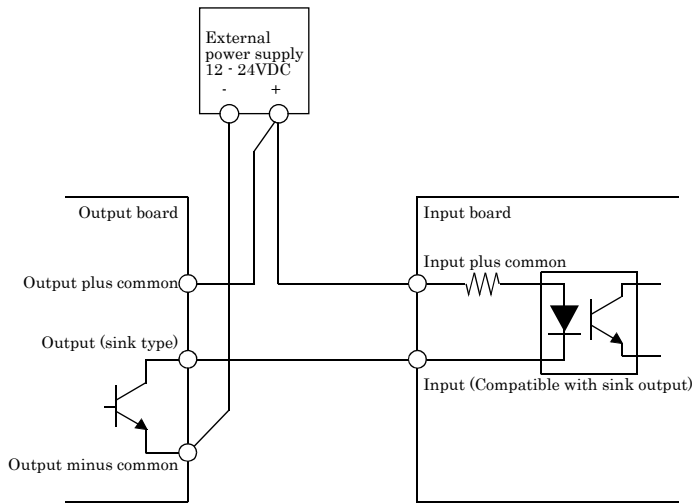 External
power supply
12 - 24VDC
- +
Output board
Input board
Input plus common
Output plus common
Output (sink type)
Input (Compatible with sink output)
Output minus common